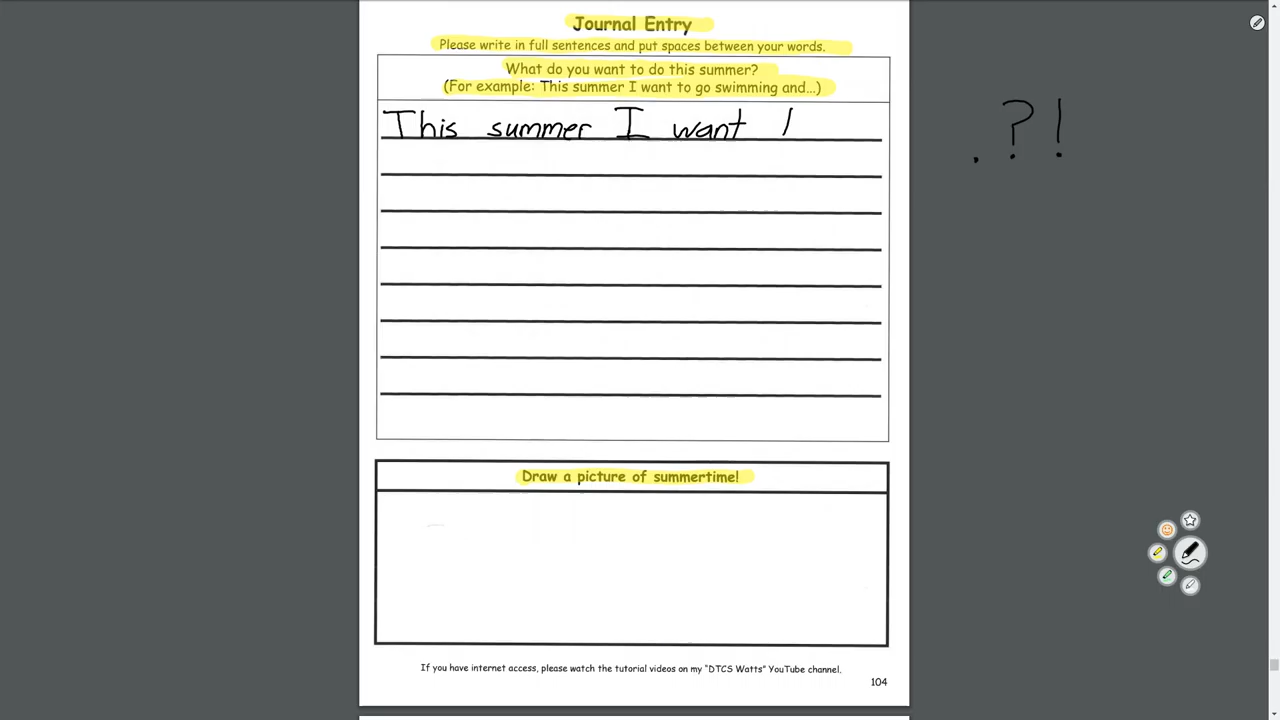 Journal Entry
Please write in full sentences and put spaces between your words.
What do you want to do this summer?
(For example: This summer I want to go swimming and...)
This summer I want
. ? !
Draw a picture of summertime!
If you have internet access, please watch the tutorial videos on my "DTCS Watts" YouTube channel.
104